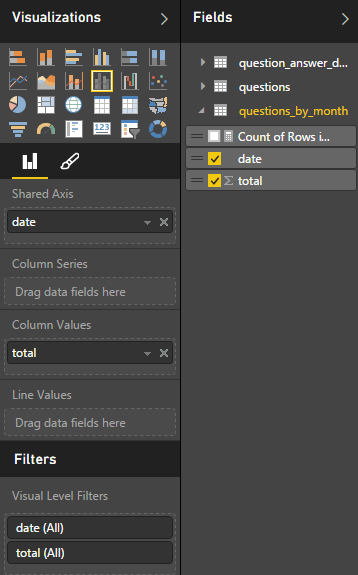 Visualizations
Shared Axis
date
Column Series
Drag data fields here
Column Values
total
Line Values
Drag data fields here
Filters
Visual Level Filters
date (All)
total (All)
Fields
question_answer_d...
questions
questions_by_month
Count of Rows i...
date
total